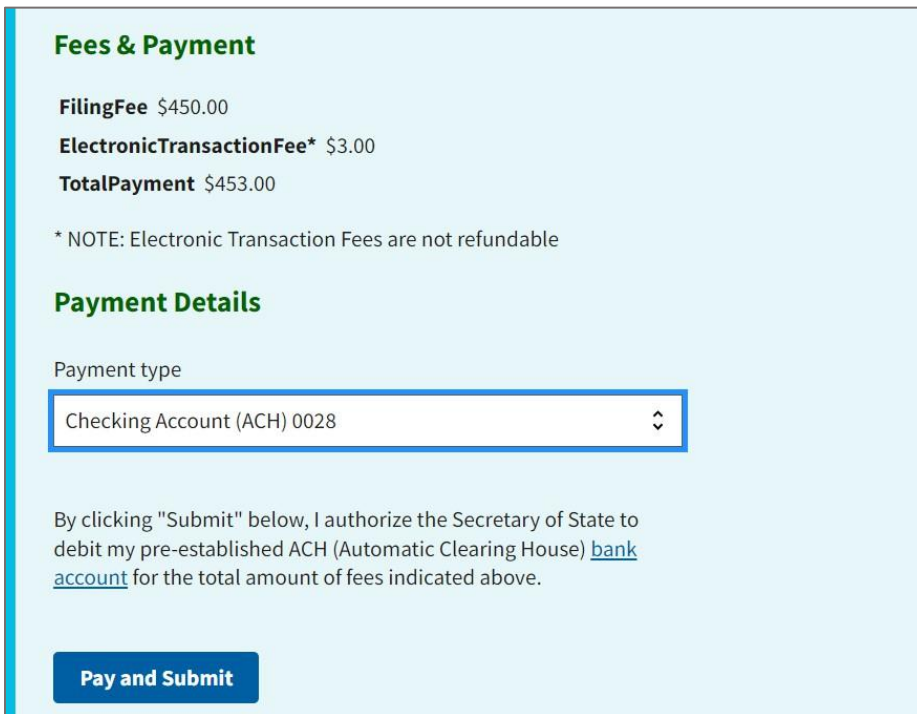 Fees & Payment
FilingFee $450.00
ElectronicTransactionFee* $3.00
TotalPayment $453.00
* NOTE: Electronic Transaction Fees are not refundable
Payment Details
Payment type
Checking Account (ACH) 0028
By clicking "Submit" below, I authorize the Secretary of State to
debit my pre-established ACH (Automatic Clearing House) bank
account for the total amount of fees indicated above.
Pay and Submit